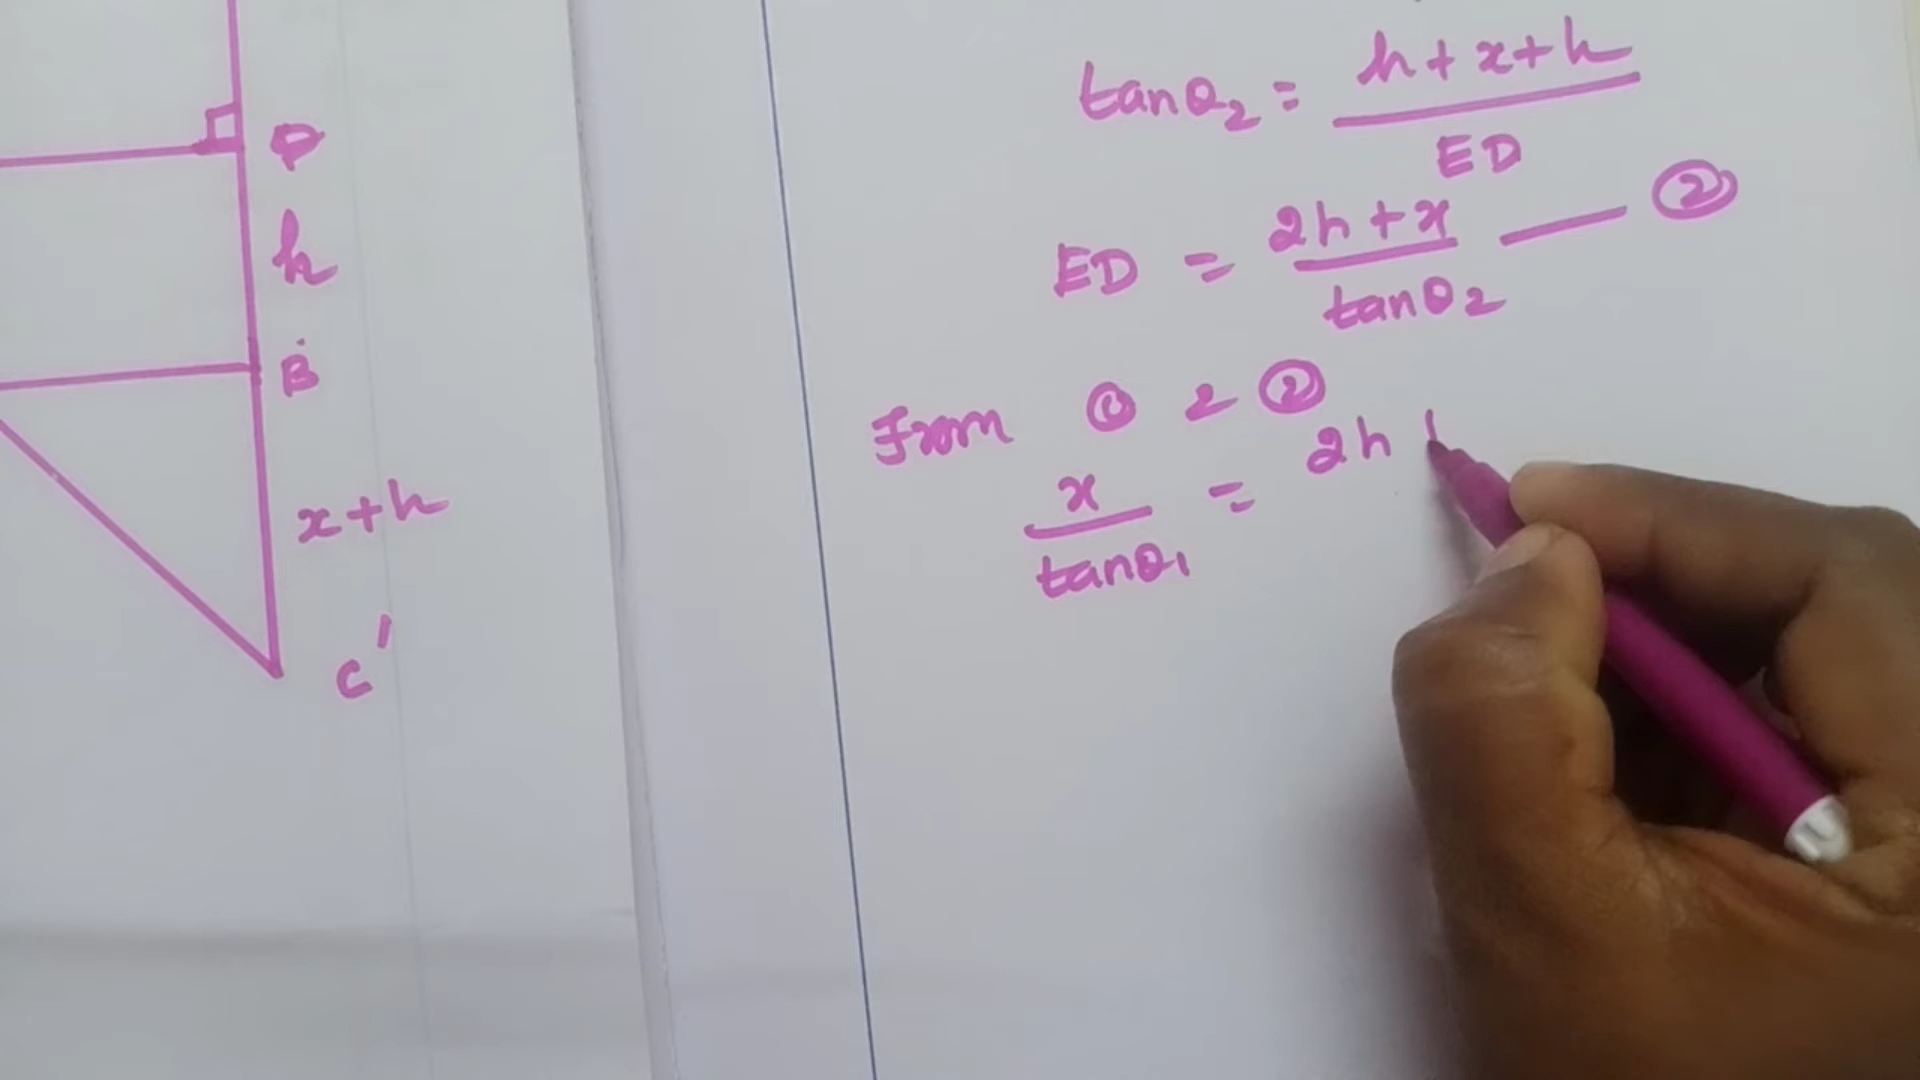 D
h
B
x+h
C'
tanθ₂ = h+x+h
ED
ED = 2h+x — ②
tanθ₂
From ① & ②
x = 2h
tanθ₁